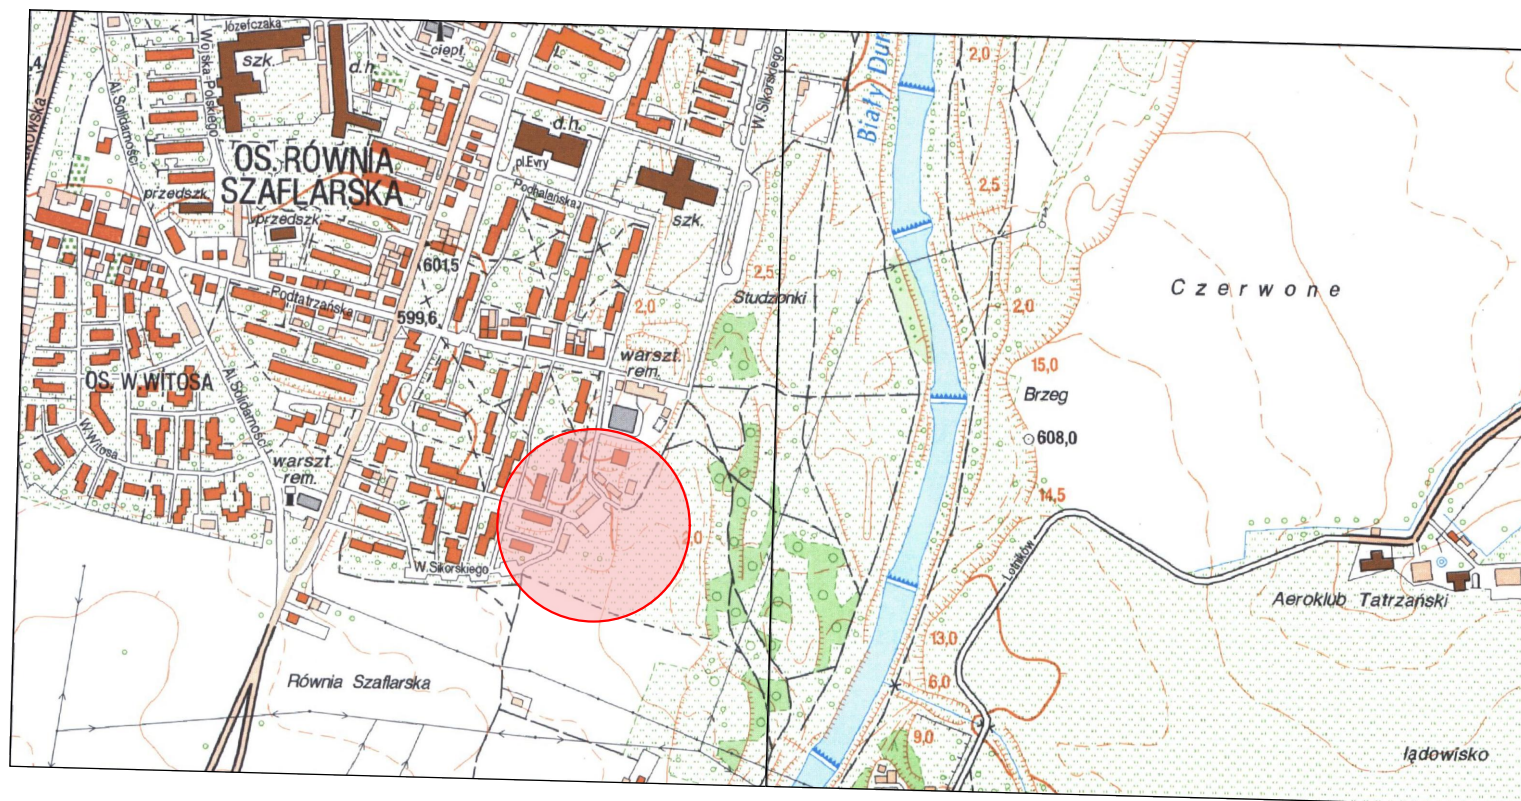 Józefczaka
ciepł.
szk.
d.h.
Wojska Polskiego
Al. Solidarności
W. Sikorskiego
Biały Dun
2,0
d.h.
pl.Evry
OS. RÓWNIA
SZAFLARSKA
przedszk.
przedszk.
Podhalańska
szk.
2,5
601,5
2,5
Studzionki
2,0
2,0
Czerwone
Podtatrzańska
599,6
warszt.
rem.
15,0
Brzeg
OS. W. WITOSA
Al. Solidarności
608,0
W.Witosa
warszt.
rem.
14,5
2,0
Lotników
W. Sikorskiego
Aeroklub Tatrzański
13,0
Równia Szaflarska
6,0
9,0
lądowisko